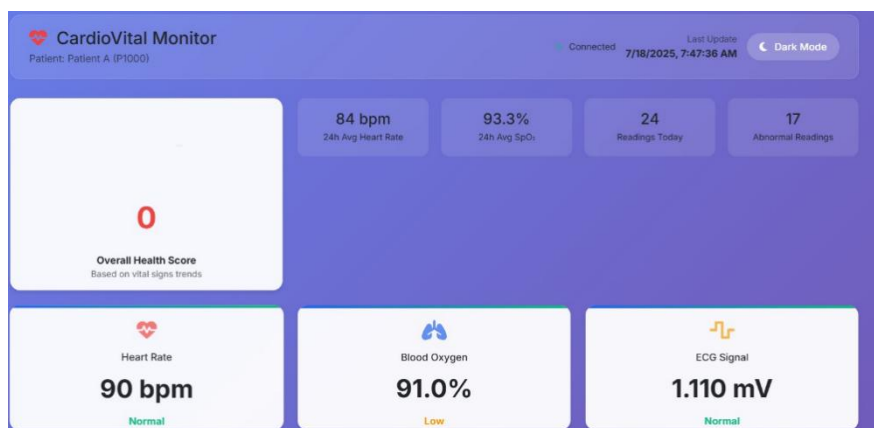 CardioVital Monitor
Patient: Patient A (P1000)
Connected
Last Update
7/18/2025, 7:47:36 AM
Dark Mode
84 bpm
24h Avg Heart Rate
93.3%
24h Avg SpO₂
24
Readings Today
17
Abnormal Readings
0
Overall Health Score
Based on vital signs trends
Heart Rate
90 bpm
Normal
Blood Oxygen
91.0%
Low
ECG Signal
1.110 mV
Normal